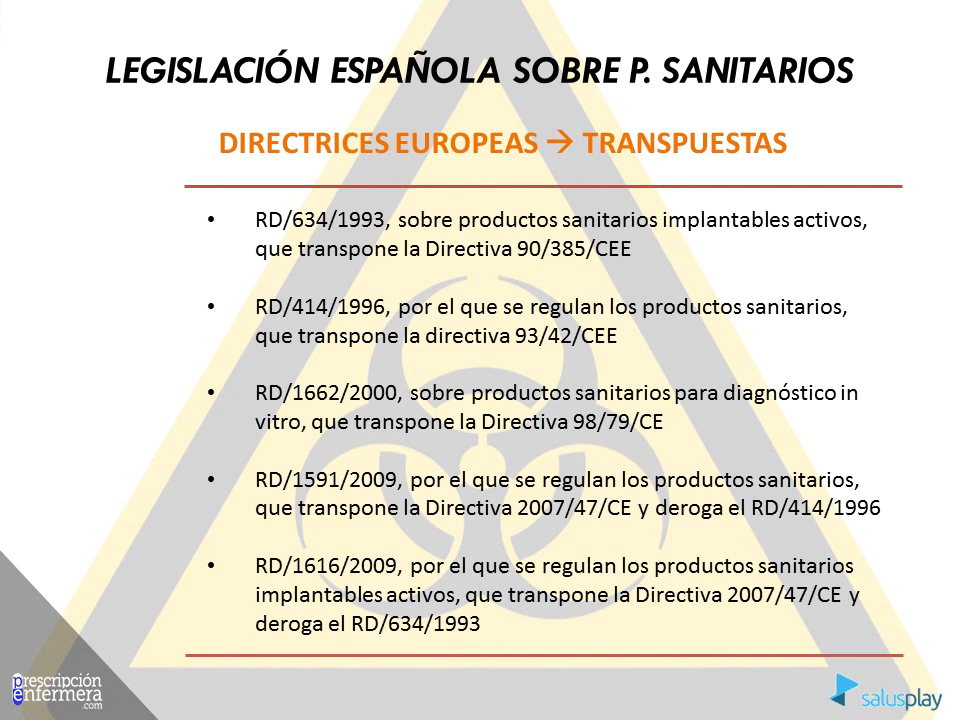 LEGISLACIÓN ESPAÑOLA SOBRE P. SANITARIOS
DIRECTRICES EUROPEAS → TRANSPUESTAS
• RD/634/1993, sobre productos sanitarios implantables activos,
que transpone la Directiva 90/385/CEE
• RD/414/1996, por el que se regulan los productos sanitarios,
que transpone la directiva 93/42/CEE
• RD/1662/2000, sobre productos sanitarios para diagnóstico in
vitro, que transpone la Directiva 98/79/CE
• RD/1591/2009, por el que se regulan los productos sanitarios,
que transpone la Directiva 2007/47/CE y deroga el RD/414/1996
• RD/1616/2009, por el que se regulan los productos sanitarios
implantables activos, que transpone la Directiva 2007/47/CE y
deroga el RD/634/1993
prescripción
enfermera
.com
salusplay